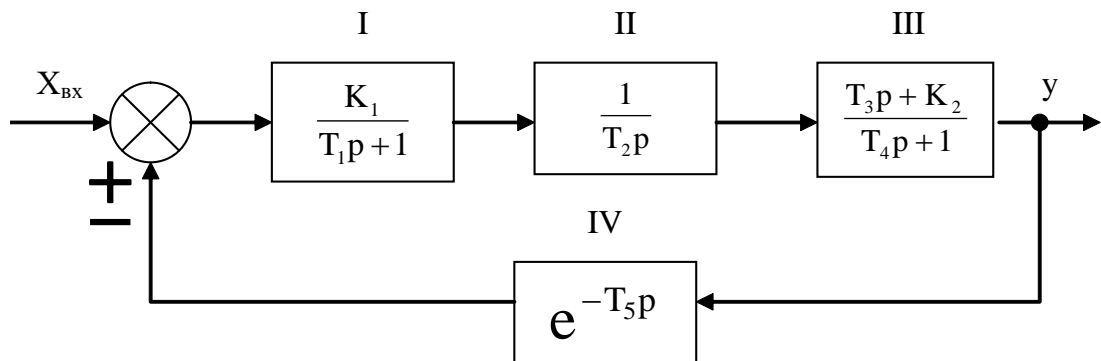 I II III
X_вх y
K_1 / (T_1p + 1)
1 / (T_2p)
(T_3p + K_2) / (T_4p + 1)
+
−
IV
e^{−T_5p}